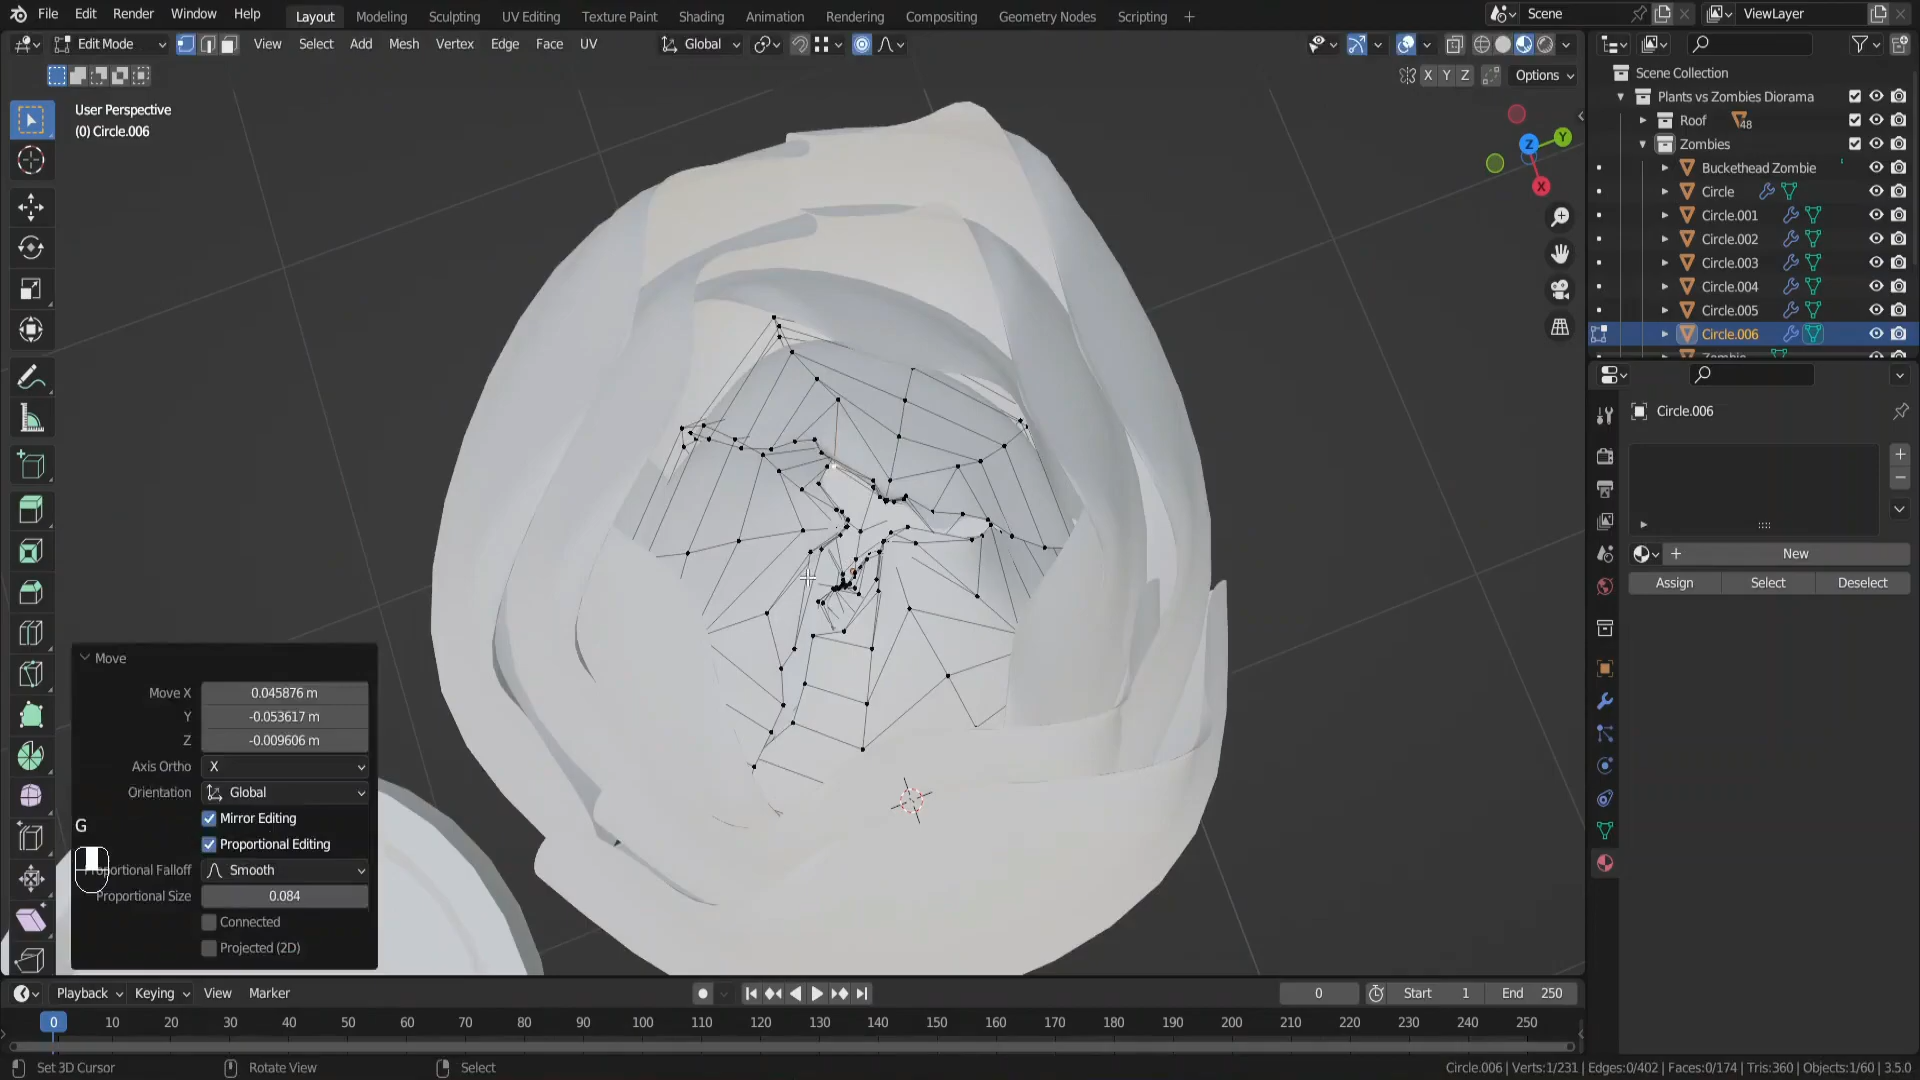 File Edit Render Window Help Layout Modeling Sculpting UV Editing Texture Paint Shading Animation Rendering Compositing Geometry Nodes Scripting Scene ViewLayer
Edit Mode View Select Add Mesh Vertex Edge Face UV Global
X Y Z Options
User Perspective
(0) Circle.006
Z Y X
Scene Collection
Plants vs Zombies Diorama
Roof 48
Zombies
Buckethead Zombie
Circle
Circle.001
Circle.002
Circle.003
Circle.004
Circle.005
Circle.006
Circle.006
New
Assign Select Deselect
Move
Move X 0.045876 m
Y -0.053617 m
Z -0.009606 m
Axis Ortho X
Orientation Global
Mirror Editing
G
Proportional Editing
Falloff Smooth
Proportional Size 0.084
Connected
Projected (2D)
Playback Keying View Marker 0 Start 1 End 250
0 10 20 30 40 50 60 70 80 90 100 110 120 130 140 150 160 170 180 190 200 210 220 230 240 250
Set 3D Cursor Rotate View Select Circle.006 | Verts:1/231 | Edges:0/402 | Faces:0/174 | Tris:360 | Objects:1/60 | 3.5.0